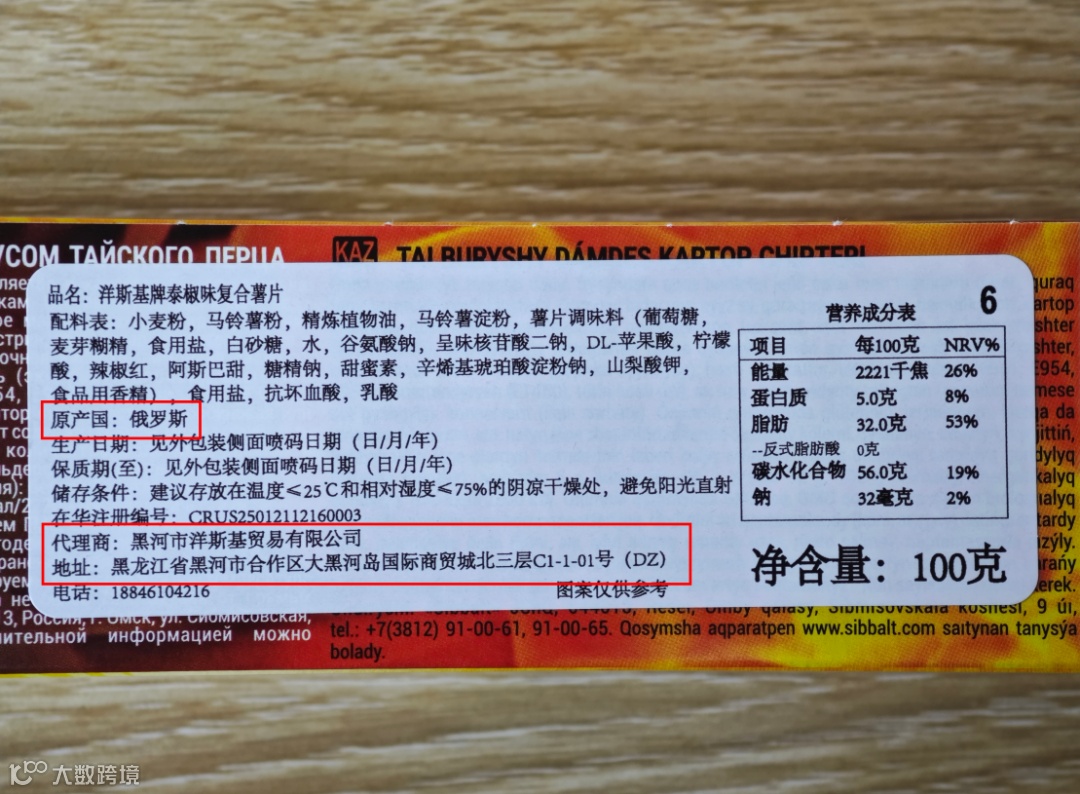 УСОМ ТАЙСКОГО ПЕРЦА
KAZ TALBURYSHY DÁMDES KARTOP CHIPTERI
品名：洋斯基牌泰椒味复合薯片
配料表：小麦粉，马铃薯粉，精炼植物油，马铃薯淀粉，薯片调味料（葡萄糖，
麦芽糊精，食用盐，白砂糖，水，谷氨酸钠，呈味核苷酸二钠，DL-苹果酸，柠檬
酸，辣椒红，阿斯巴甜，糖精钠，甜蜜素，辛烯基琥珀酸淀粉钠，山梨酸钾，
食品用香精），食用盐，抗坏血酸，乳酸
原产国：俄罗斯
生产日期：见外包装侧面喷码日期（日/月/年）
保质期(至)：见外包装侧面喷码日期（日/月/年）
储存条件：建议存放在温度≤25℃和相对湿度≤75%的阴凉干燥处，避免阳光直射
在华注册编号：CRUS25012112160003
代理商：黑河市洋斯基贸易有限公司
地址：黑龙江省黑河市合作区大黑河岛国际商贸城北三层C1-1-01号（DZ）
电话：18846104216 图案仅供参考
营养成分表 6
项目 每100克 NRV%
能量 2221千焦 26%
蛋白质 5.0克 8%
脂肪 32.0克 53%
--反式脂肪酸 0克
碳水化合物 56.0克 19%
钠 32毫克 2%
净含量：100克
3, Россия, г. Омск, ул. Сибмисовская,
нительной информацией можно
tel.: +7(3812) 91-00-61, 91-00-65. Qosymsha aqparatpen www.sibbalt.com saıtynan tanysýa
bolady.
大数跨境